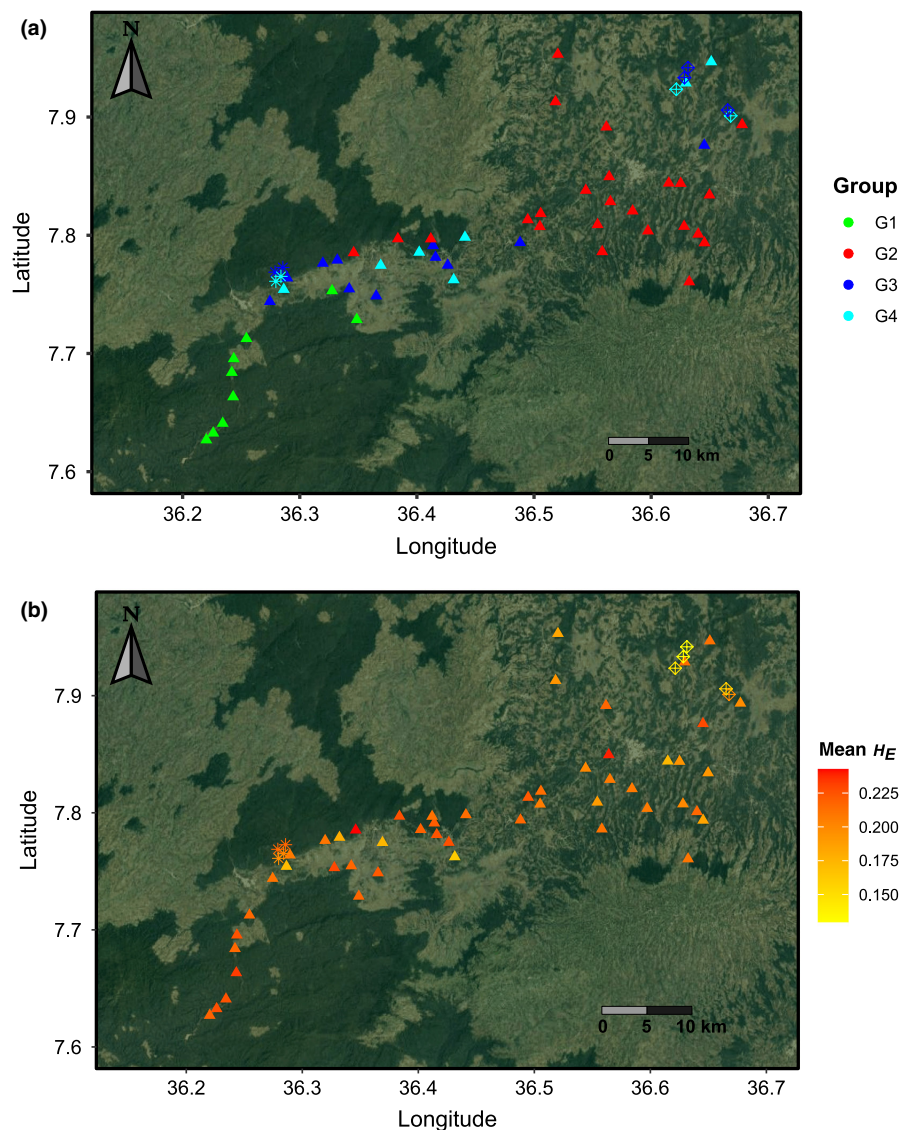 (a)
N
7.9
7.8
7.7
7.6
Latitude
0 5 10 km
36.2 36.3 36.4 36.5 36.6 36.7
Longitude
Group
G1
G2
G3
G4
(b)
N
7.9
7.8
7.7
7.6
Latitude
0 5 10 km
36.2 36.3 36.4 36.5 36.6 36.7
Longitude
Mean HE
0.225
0.200
0.175
0.150